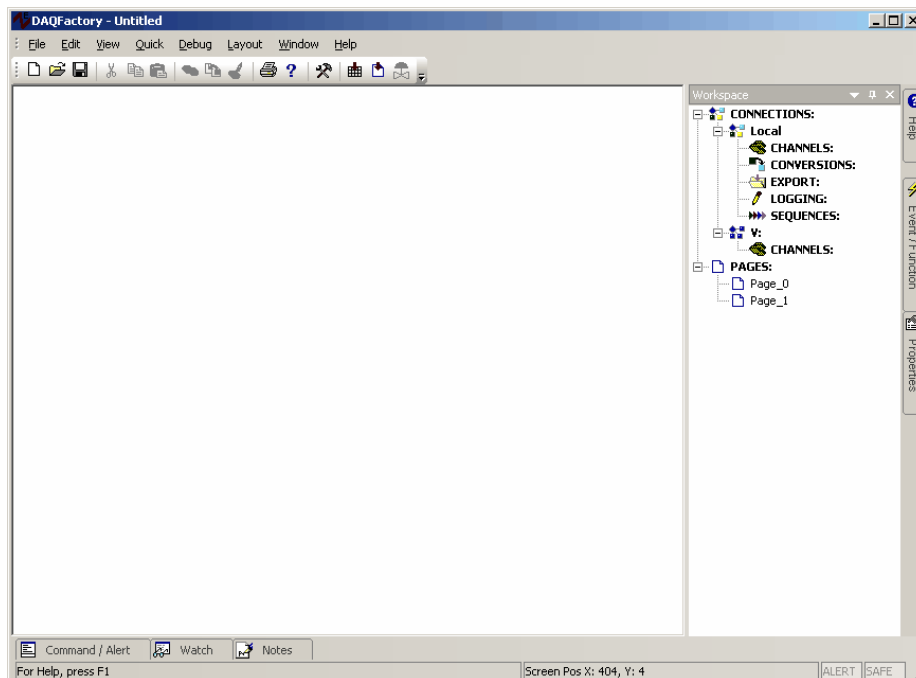 DAQFactory - Untitled
File Edit View Quick Debug Layout Window Help
Workspace
CONNECTIONS:
Local
CHANNELS:
CONVERSIONS:
EXPORT:
LOGGING:
SEQUENCES:
V:
CHANNELS:
PAGES:
Page_0
Page_1
Help
Event / Function
Properties
Command / Alert Watch Notes
For Help, press F1 Screen Pos X: 404, Y: 4 ALERT SAFE